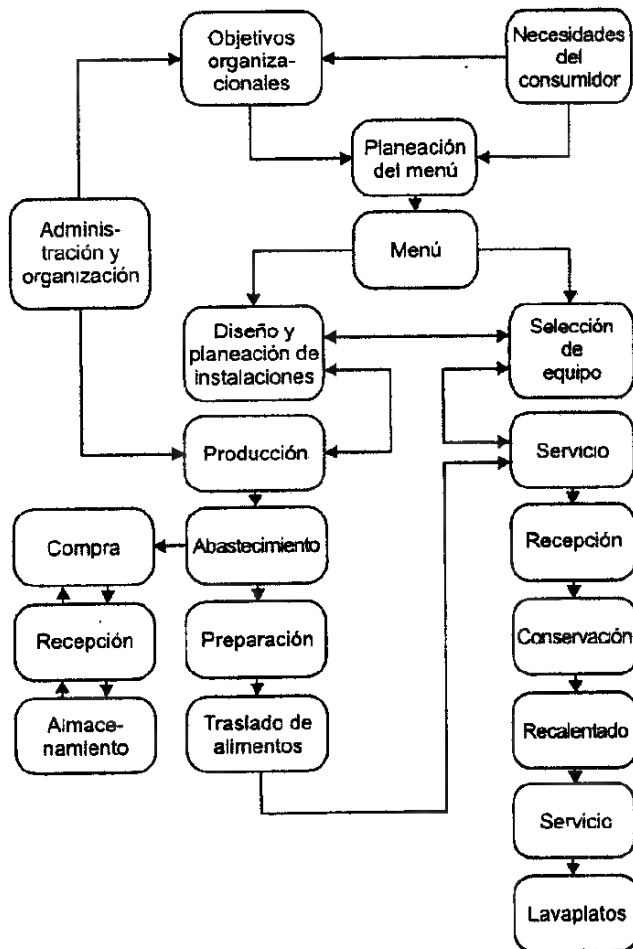 Objetivos
organiza-
cionales
Necesidades
del
consumidor
Planeación
del menú
Adminis-
tración y
organización
Menú
Diseño y
planeación de
instalaciones
Selección
de
equipo
Producción
Servicio
Compra
Abastecimiento
Recepción
Recepción
Preparación
Conservación
Almace-
namiento
Traslado de
alimentos
Recalentado
Servicio
Lavaplatos